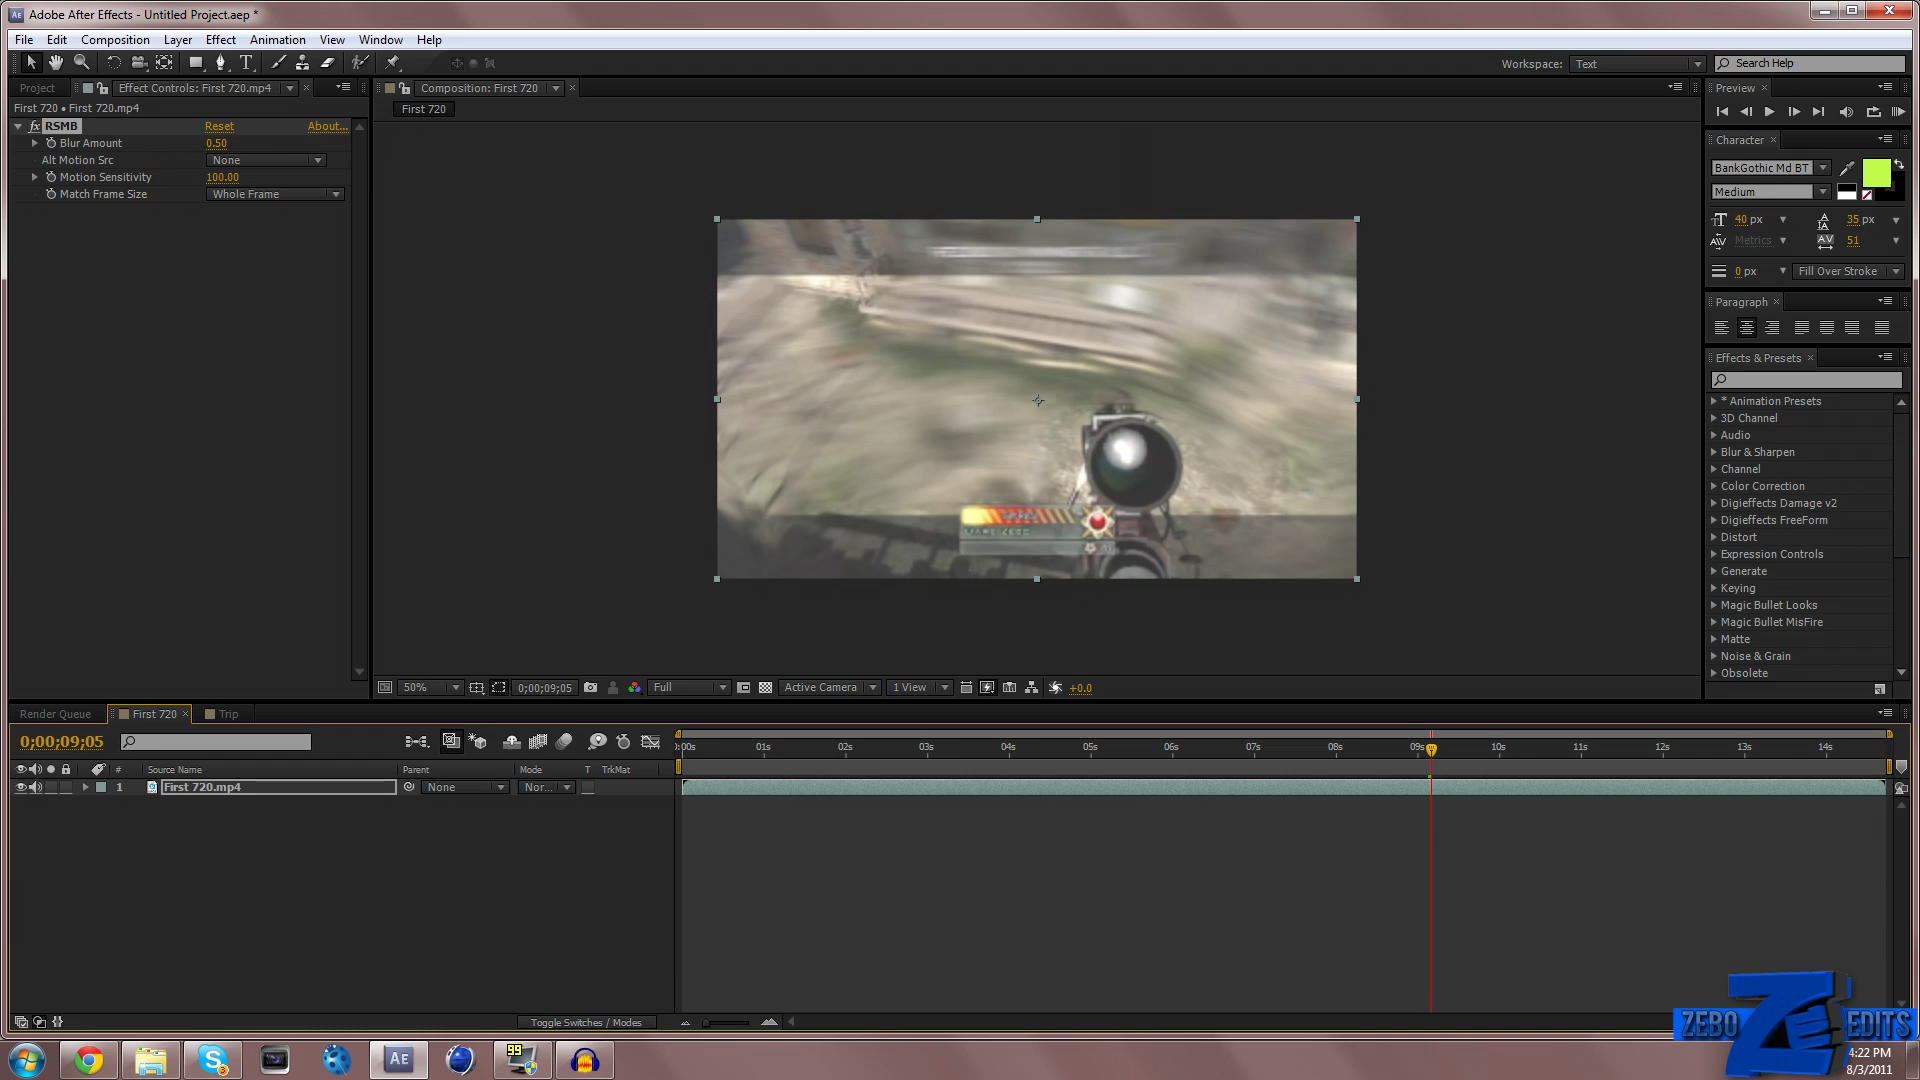 Adobe After Effects - Untitled Project.aep *
File Edit Composition Layer Effect Animation View Window Help
Workspace: Text Search Help
Project Effect Controls: First 720.mp4
Composition: First 720
Preview
First 720 • First 720.mp4
First 720
fx RSMB Reset About...
Blur Amount 0.50
Alt Motion Src None
Motion Sensitivity 100.00
Match Frame Size Whole Frame
Character
BankGothic Md BT
Medium
40 px 35 px
Metrics 51
0 px Fill Over Stroke
Paragraph
Effects & Presets
* Animation Presets
3D Channel
Audio
Blur & Sharpen
Channel
Color Correction
Digieffects Damage v2
Digieffects FreeForm
Distort
Expression Controls
Generate
Keying
Magic Bullet Looks
Magic Bullet MisFire
Matte
Noise & Grain
Obsolete
50% 0;00;09;05 Full Active Camera 1 View +0.0
Render Queue First 720 Trip
0;00;09;05
:00s 01s 02s 03s 04s 05s 06s 07s 08s 09s 10s 11s 12s 13s 14s
# Source Name Parent Mode T TrkMat
1 First 720.mp4 None Nor...
Toggle Switches / Modes
ZEBO EDITS
Ae
99
4:22 PM
8/3/2011